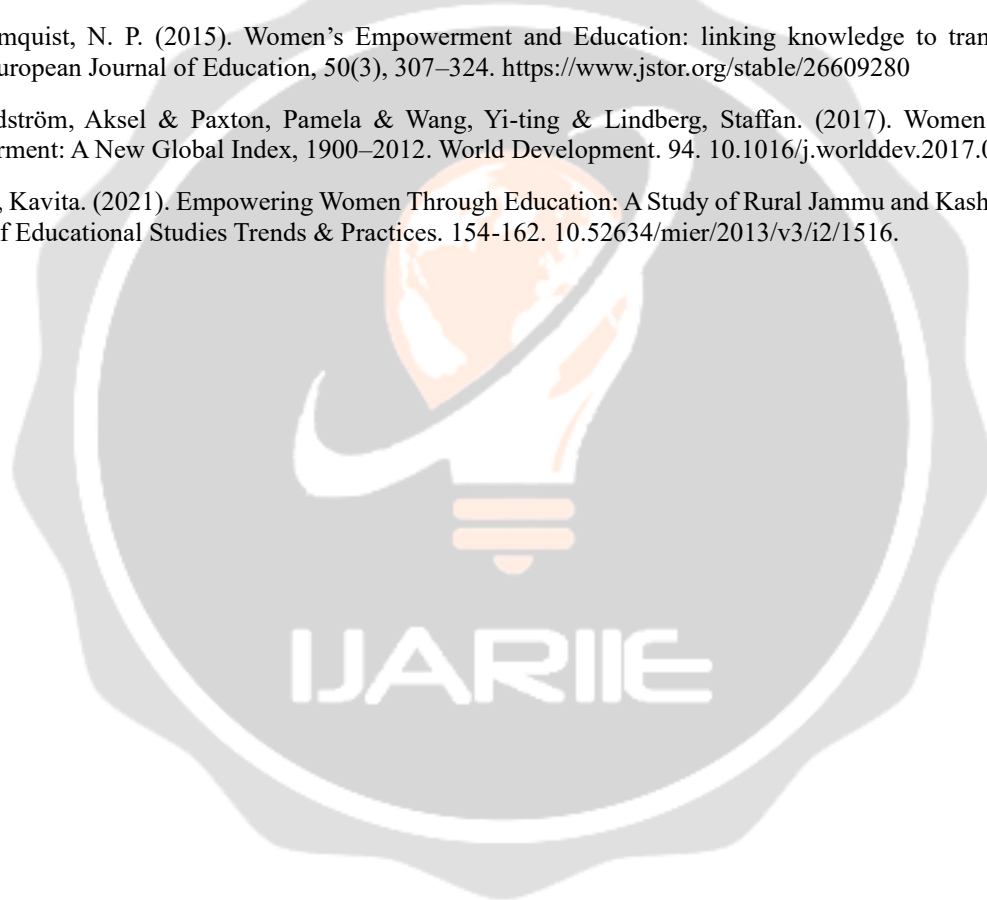 mquist, N. P. (2015). Women's Empowerment and Education: linking knowledge to tran
uropean Journal of Education, 50(3), 307–324. https://www.jstor.org/stable/26609280
dström, Aksel & Paxton, Pamela & Wang, Yi-ting & Lindberg, Staffan. (2017). Women
rment: A New Global Index, 1900–2012. World Development. 94. 10.1016/j.worlddev.2017.0
, Kavita. (2021). Empowering Women Through Education: A Study of Rural Jammu and Kash
f Educational Studies Trends & Practices. 154-162. 10.52634/mier/2013/v3/i2/1516.
IJARIIE